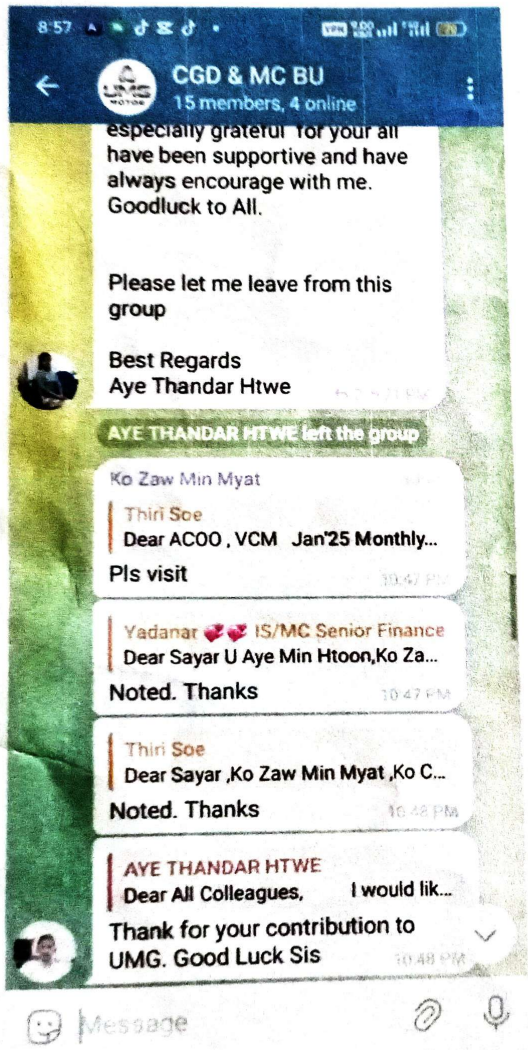 8:57
CGD & MC BU
15 members, 4 online
UMG
MOTOR
especially grateful for your all
have been supportive and have
always encourage with me.
Goodluck to All.
Please let me leave from this
group
Best Regards
Aye Thandar Htwe
AYE THANDAR HTWE left the group
Ko Zaw Min Myat
Thiri Soe
Dear ACOO , VCM Jan'25 Monthly...
Pls visit
10:47 PM
Yadanar 💞💞 IS/MC Senior Finance
Dear Sayar U Aye Min Htoon,Ko Za...
Noted. Thanks
10:47 PM
Thiri Soe
Dear Sayar ,Ko Zaw Min Myat ,Ko C...
Noted. Thanks
10:48 PM
AYE THANDAR HTWE
Dear All Colleagues, I would lik...
Thank for your contribution to
UMG. Good Luck Sis
10:48 PM
Message